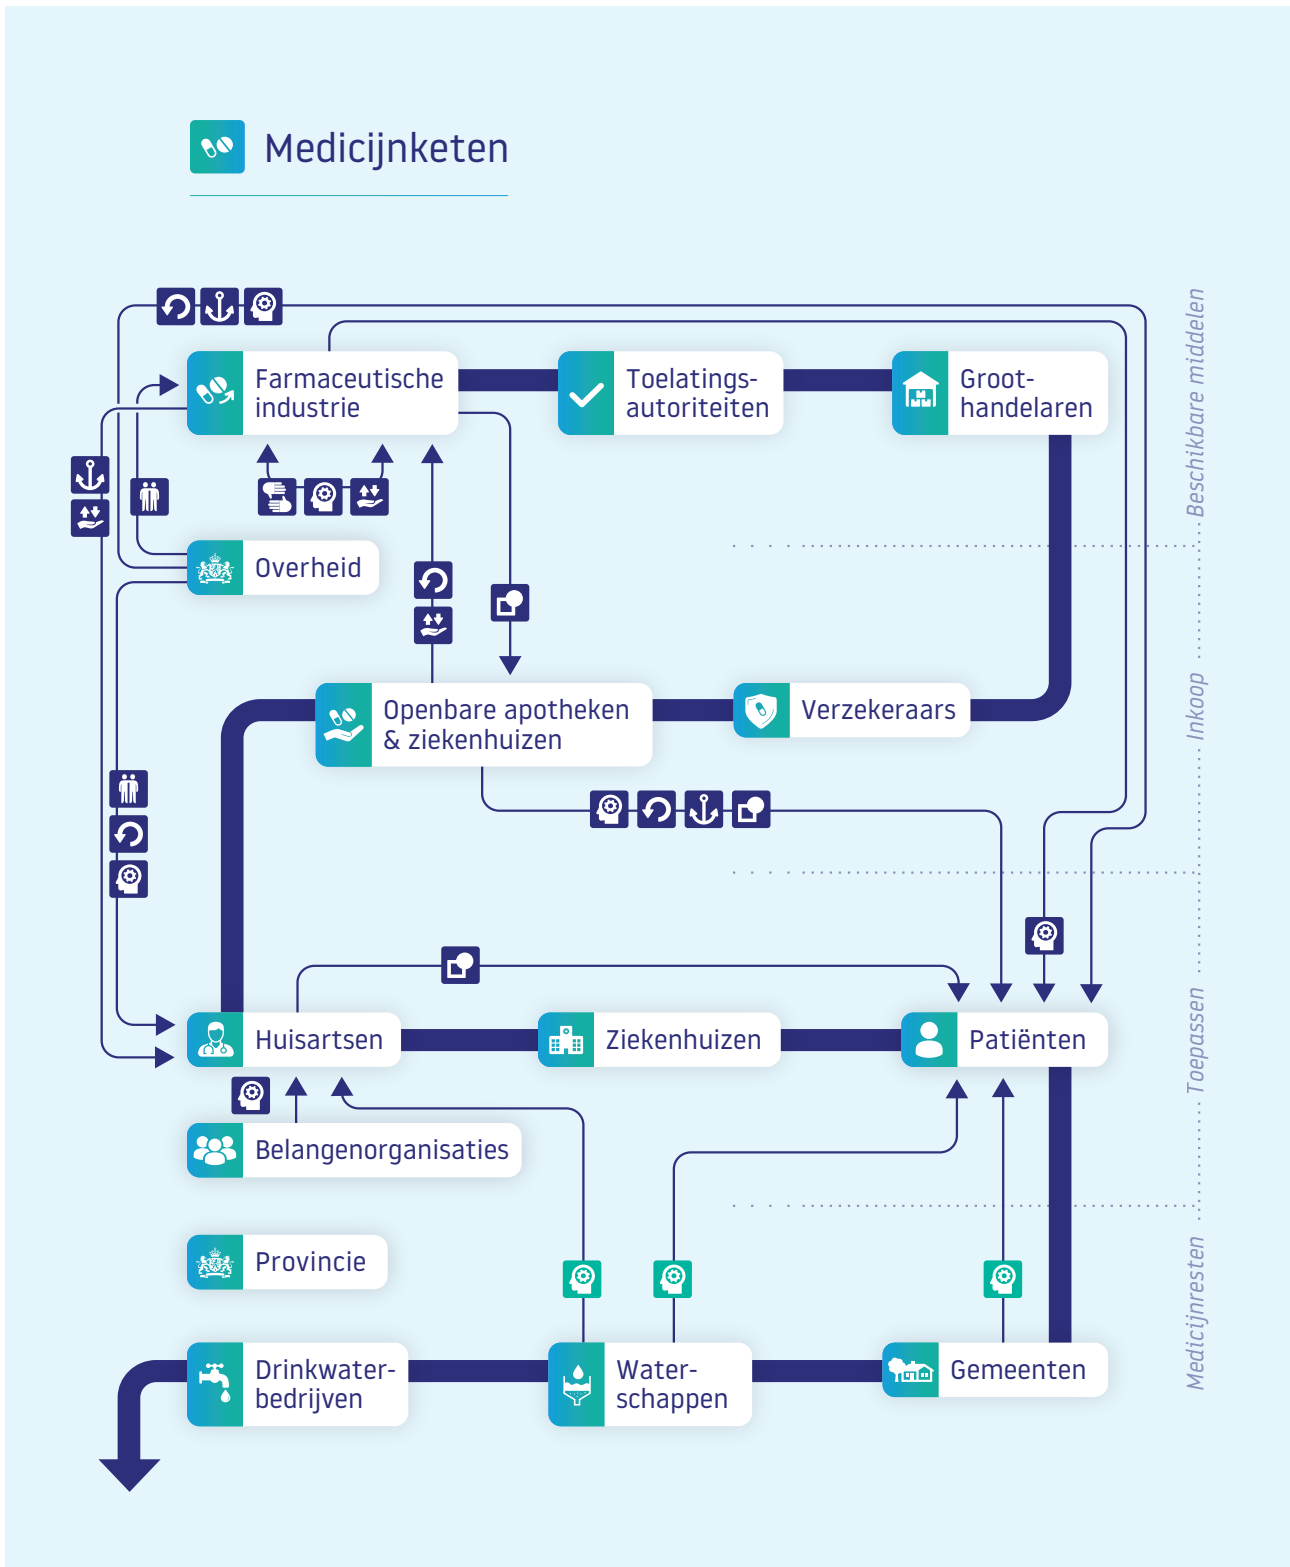 Medicijnketen
Farmaceutische
industrie
Toelatings-
autoriteiten
Groot-
handelaren
Beschikbare middelen
Overheid
Openbare apotheken
& ziekenhuizen
Verzekeraars
Inkoop
Huisartsen
Ziekenhuizen
Patiënten
Toepassen
Belangenorganisaties
Provincie
Drinkwater-
bedrijven
Water-
schappen
Gemeenten
Medicijnresten